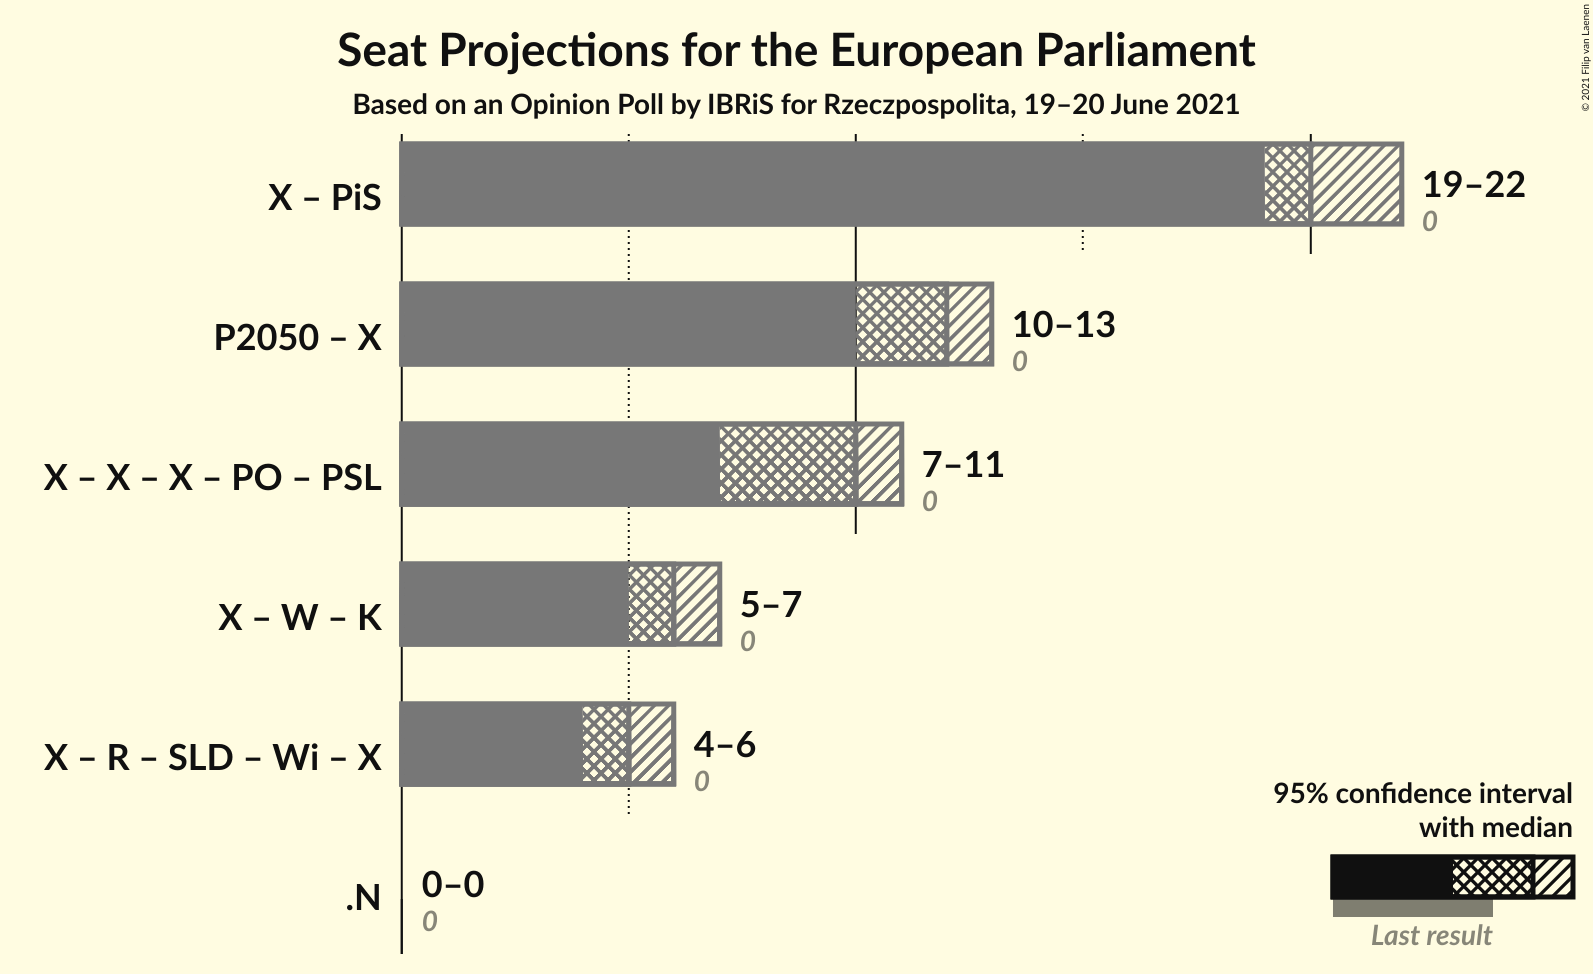 Seat Projections for the European Parliament
Based on an Opinion Poll by IBRiS for Rzeczpospolita, 19–20 June 2021
© 2021 Filip van Laenen
X – PiS
19–22
0
P2050 – X
10–13
0
X – X – X – PO – PSL
7–11
0
X – W – K
5–7
0
X – R – SLD – Wi – X
4–6
0
.N
0–0
0
95% confidence interval
with median
Last result